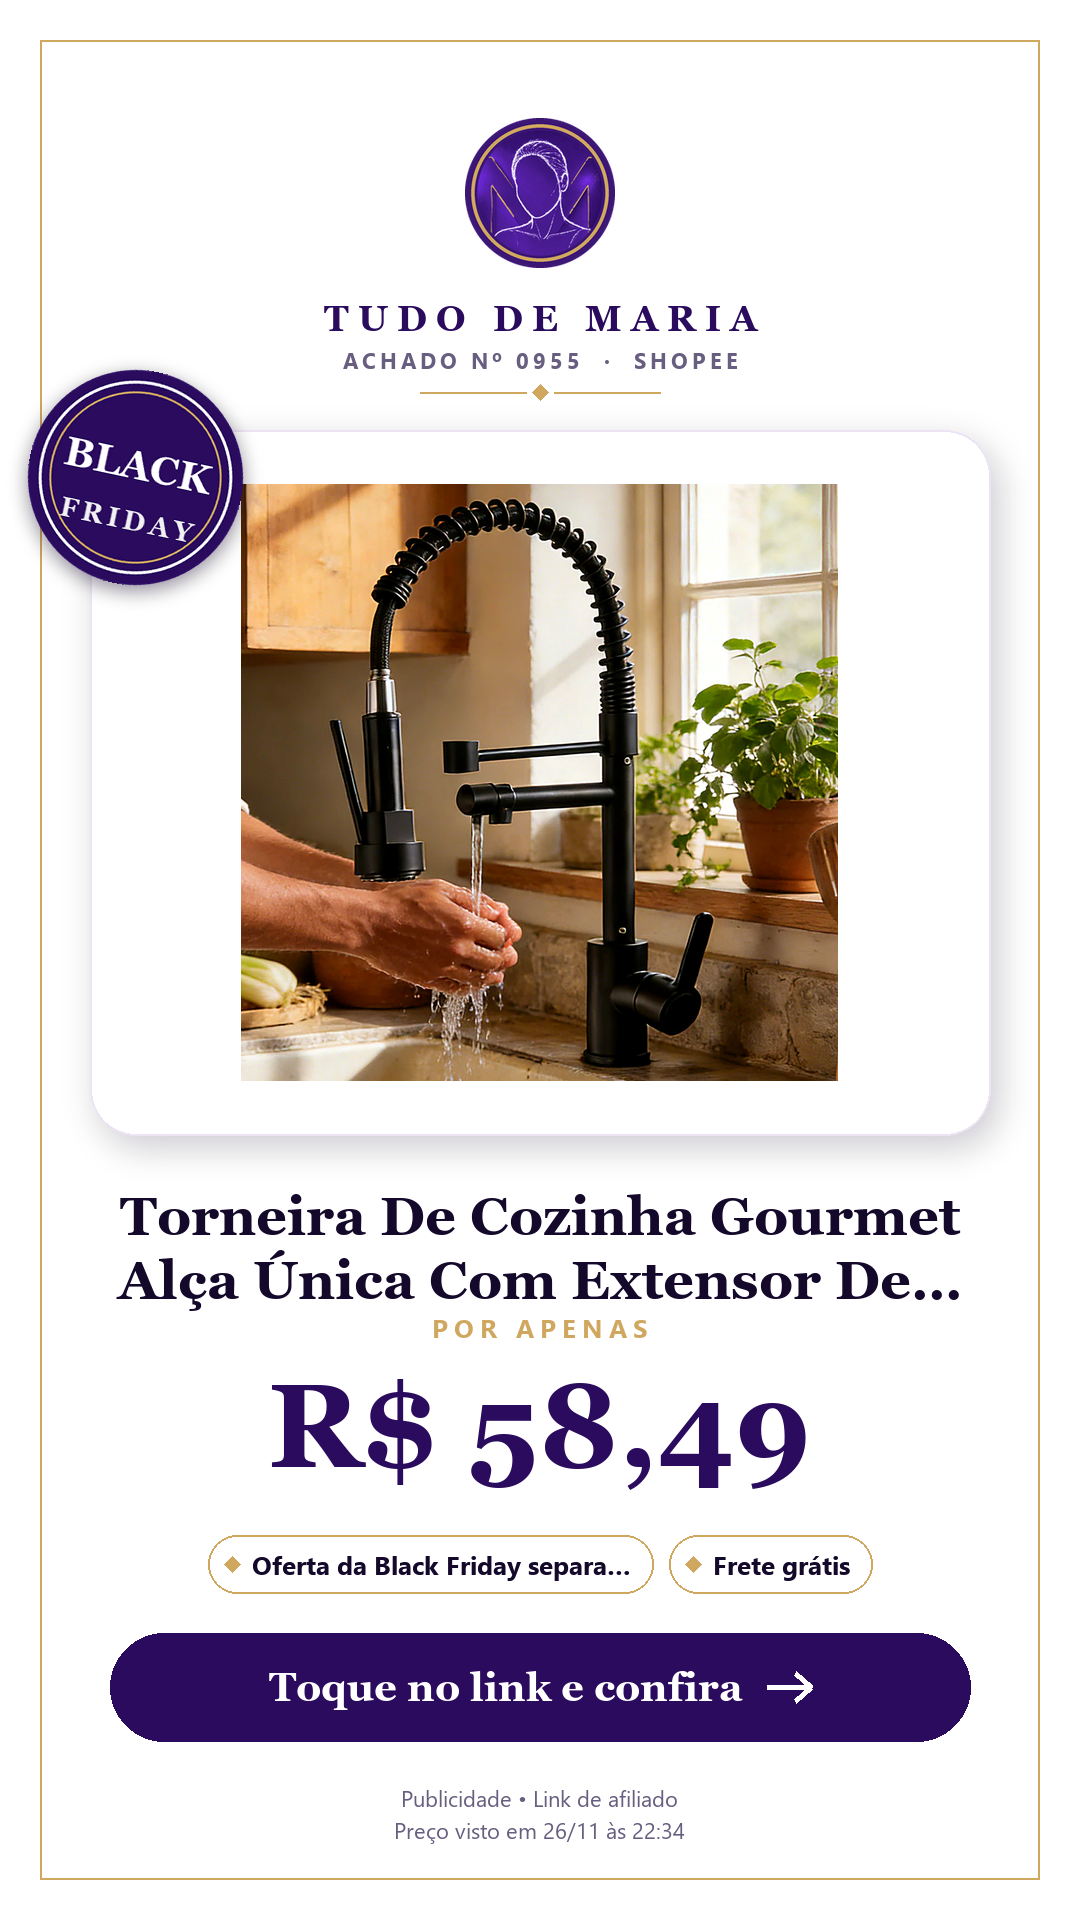 TUDO DE MARIA
ACHADO Nº 0955 · SHOPEE
BLACK
FRIDAY
Torneira De Cozinha Gourmet
Alça Única Com Extensor De...
POR APENAS
R$ 58,49
Oferta da Black Friday separa...
Frete grátis
Toque no link e confira →
Publicidade • Link de afiliado
Preço visto em 26/11 às 22:34